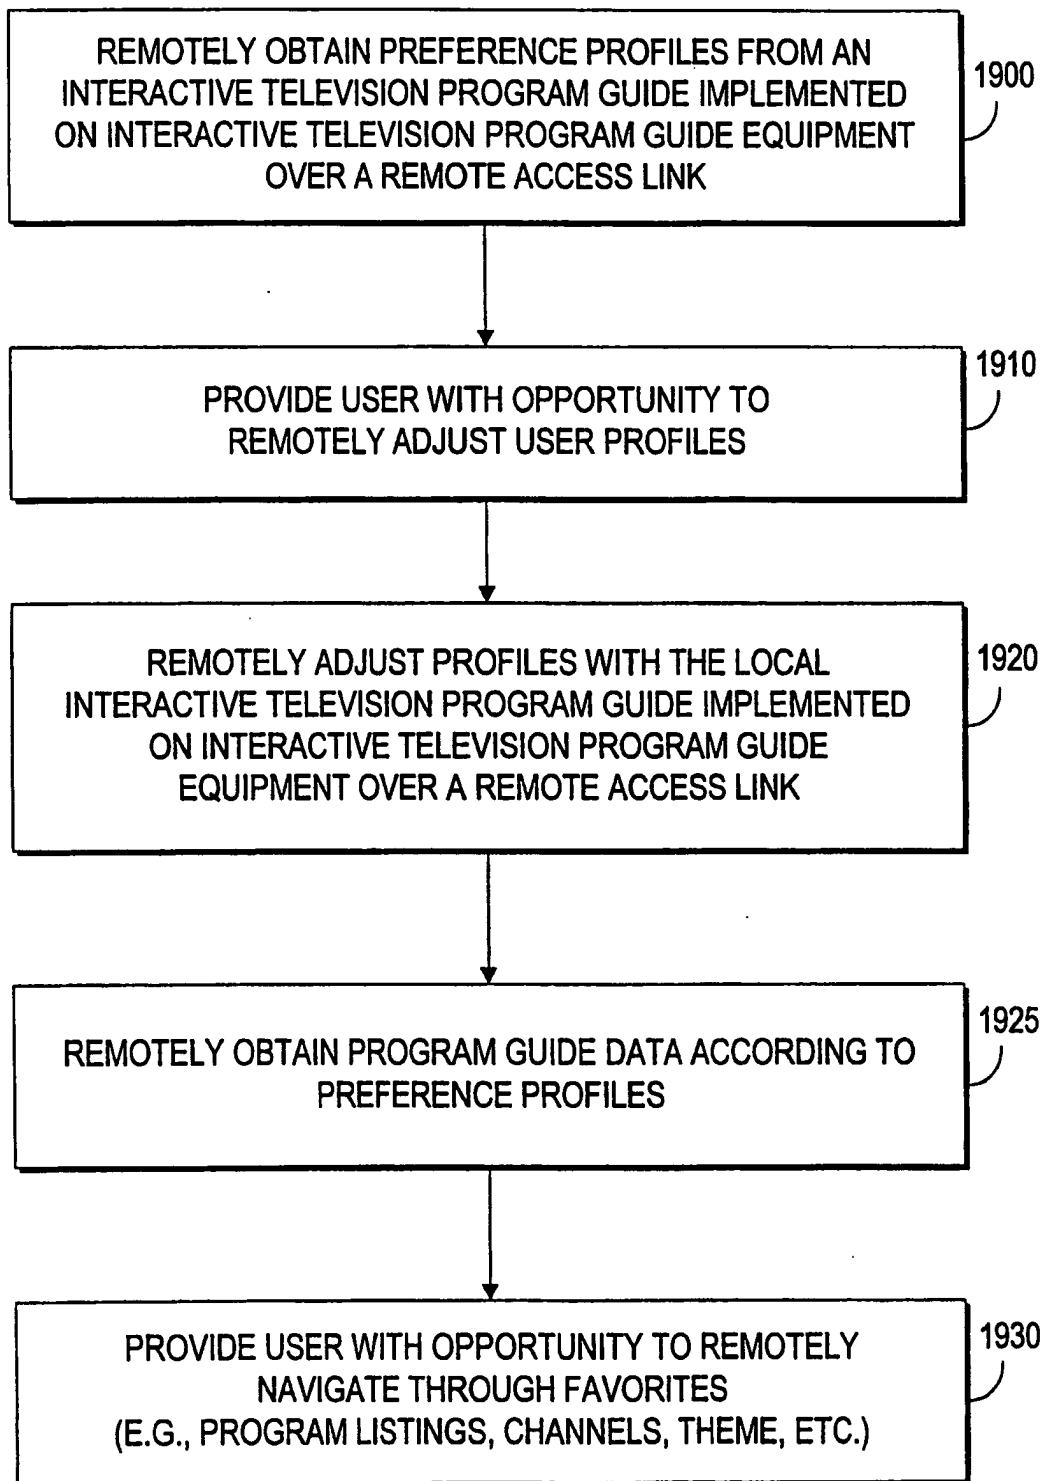 REMOTELY OBTAIN PREFERENCE PROFILES FROM AN
INTERACTIVE TELEVISION PROGRAM GUIDE IMPLEMENTED
ON INTERACTIVE TELEVISION PROGRAM GUIDE EQUIPMENT
OVER A REMOTE ACCESS LINK
1900
PROVIDE USER WITH OPPORTUNITY TO
REMOTELY ADJUST USER PROFILES
1910
REMOTELY ADJUST PROFILES WITH THE LOCAL
INTERACTIVE TELEVISION PROGRAM GUIDE IMPLEMENTED
ON INTERACTIVE TELEVISION PROGRAM GUIDE
EQUIPMENT OVER A REMOTE ACCESS LINK
1920
REMOTELY OBTAIN PROGRAM GUIDE DATA ACCORDING TO
PREFERENCE PROFILES
1925
PROVIDE USER WITH OPPORTUNITY TO REMOTELY
NAVIGATE THROUGH FAVORITES
(E.G., PROGRAM LISTINGS, CHANNELS, THEME, ETC.)
1930